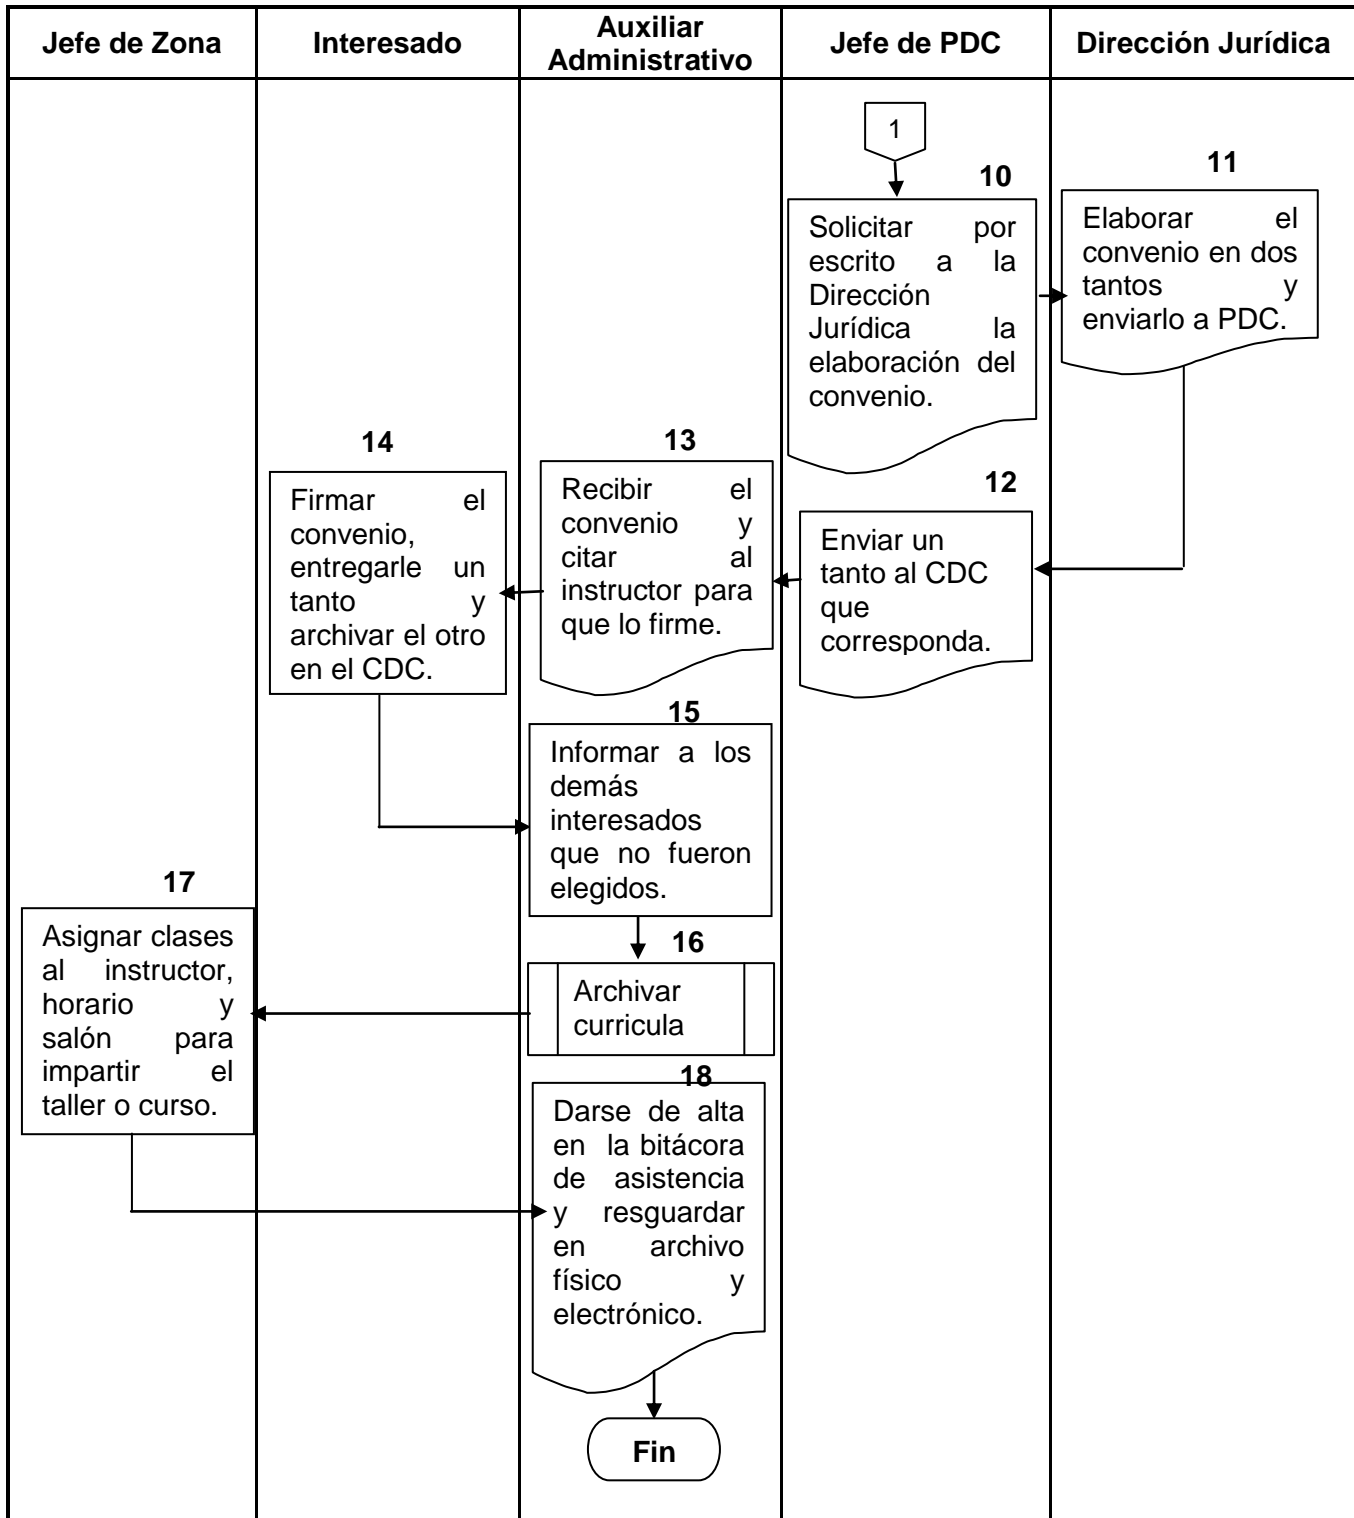 Jefe de Zona
Interesado
Auxiliar
Administrativo
Jefe de PDC
Dirección Jurídica
1
10
Solicitar por
escrito a la
Dirección
Jurídica la
elaboración del
convenio.
11
Elaborar el
convenio en dos
tantos y
enviarlo a PDC.
12
Enviar un
tanto al CDC
que
corresponda.
13
Recibir el
convenio y
citar al
instructor para
que lo firme.
14
Firmar el
convenio,
entregarle un
tanto y
archivar el otro
en el CDC.
15
Informar a los
demás
interesados
que no fueron
elegidos.
16
Archivar
curricula
17
Asignar clases
al instructor,
horario y
salón para
impartir el
taller o curso.
18
Darse de alta
en la bitácora
de asistencia
y resguardar
en archivo
físico y
electrónico.
Fin